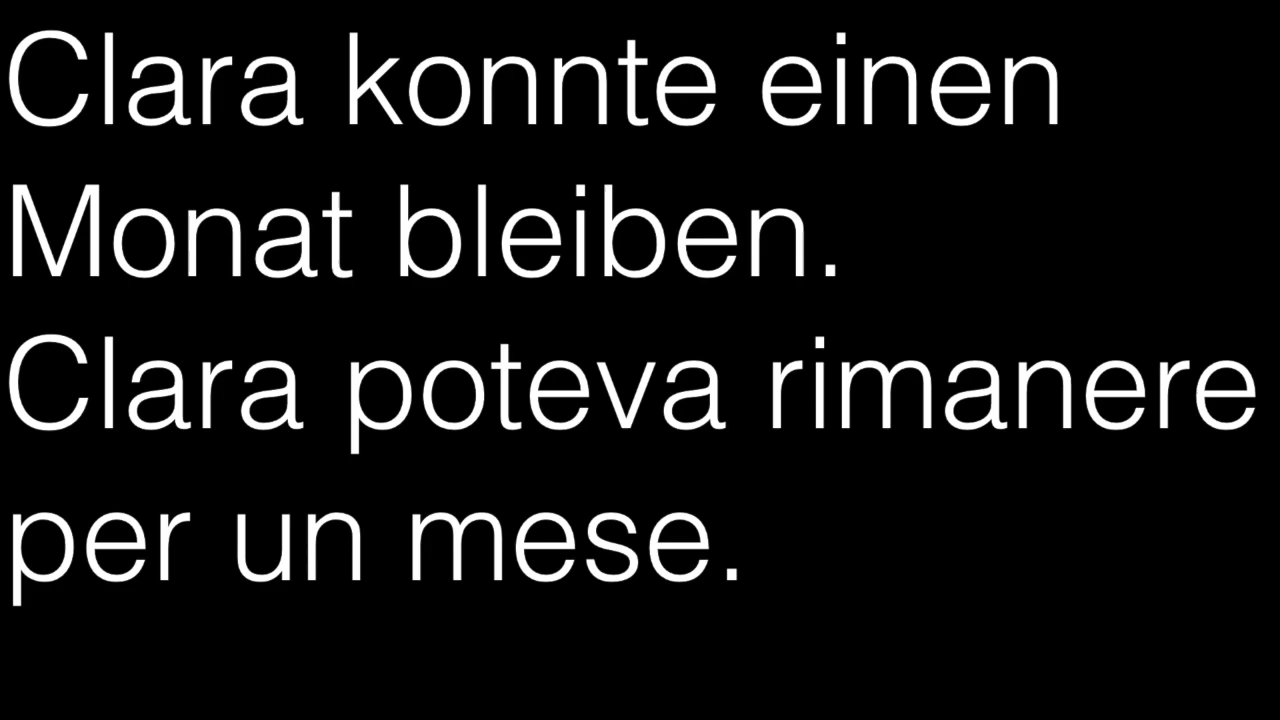 Clara konnte einen
Monat bleiben.
Clara poteva rimanere
per un mese.